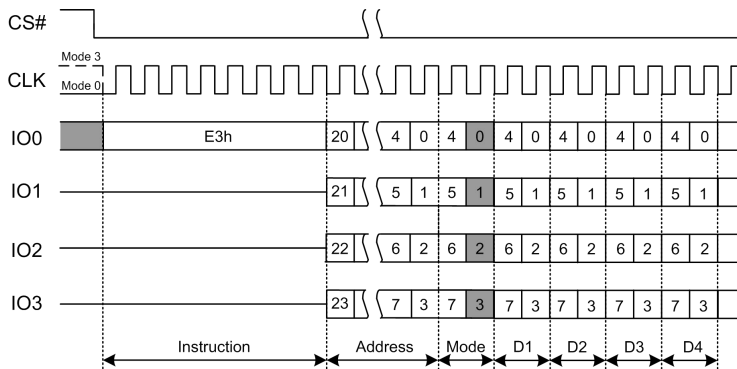 CS#
Mode 3
CLK
Mode 0
IO0 E3h 20 4 0 4 0 4 0 4 0 4 0 4 0
IO1 21 5 1 5 1 5 1 5 1 5 1 5 1
IO2 22 6 2 6 2 6 2 6 2 6 2 6 2
IO3 23 7 3 7 3 7 3 7 3 7 3 7 3
Instruction Address Mode D1 D2 D3 D4